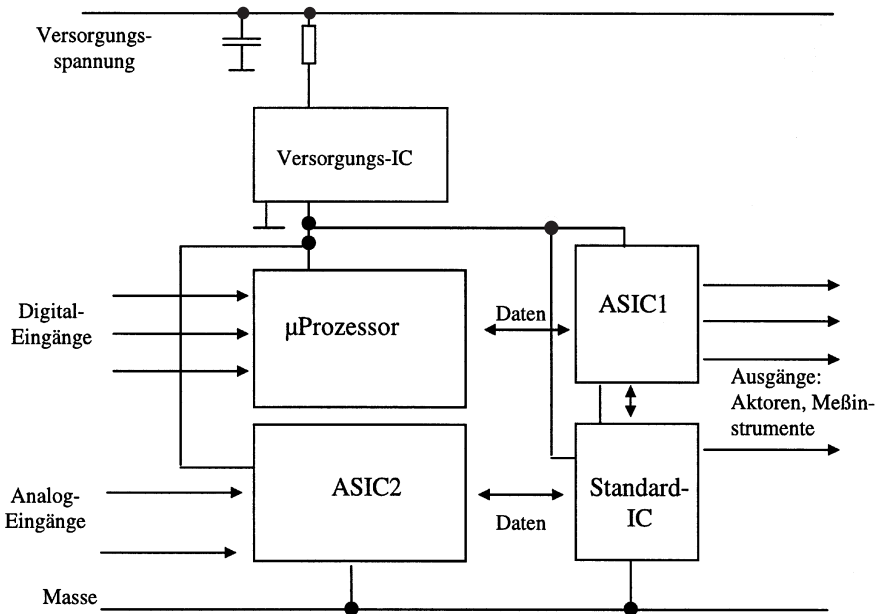 Versorgungs-
spannung
Versorgungs-IC
Digital-
Eingänge
µProzessor
Daten
ASIC1
Ausgänge:
Aktoren, Meßin-
strumente
Analog-
Eingänge
ASIC2
Daten
Standard-
IC
Masse